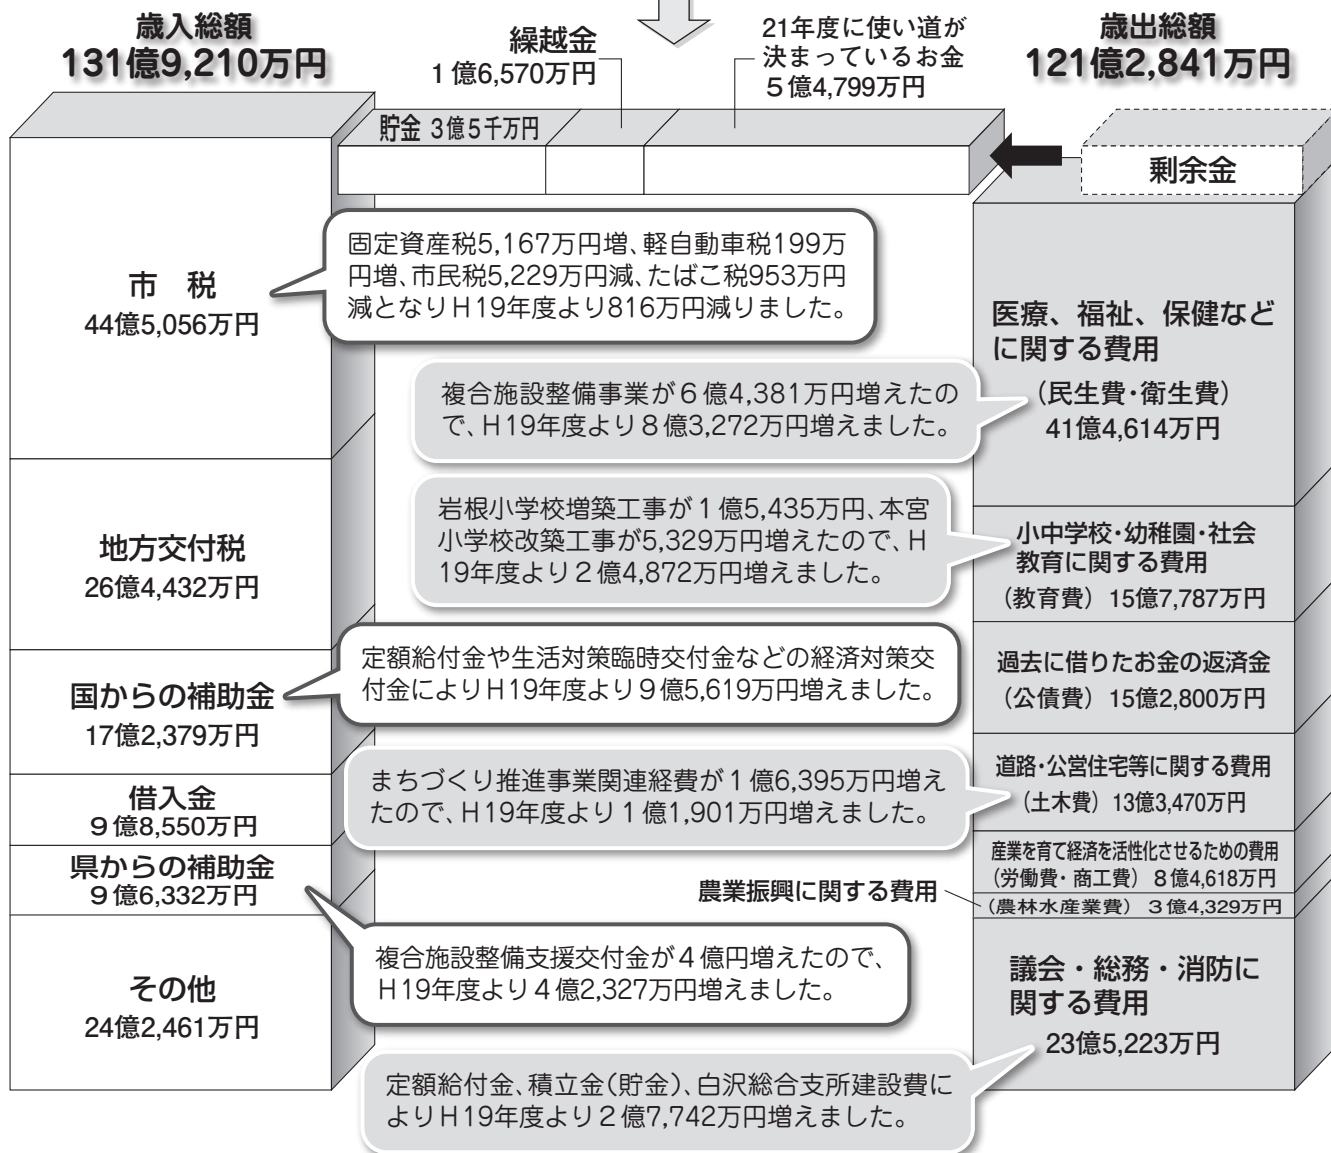 歳入総額
131億9,210万円
繰越金
1億6,570万円
21年度に使い道が
決まっているお金
5億4,799万円
歳出総額
121億2,841万円
貯金 3億5千万円
剰余金
市 税
44億5,056万円
固定資産税5,167万円増、軽自動車税199万
円増、市民税5,229万円減、たばこ税953万円
減となりH19年度より816万円減りました。
医療、福祉、保健など
に関する費用
(民生費・衛生費)
41億4,614万円
複合施設整備事業が6億4,381万円増えたの
で、H19年度より8億3,272万円増えました。
地方交付税
26億4,432万円
岩根小学校増築工事が1億5,435万円、本宮
小学校改築工事が5,329万円増えたので、H
19年度より2億4,872万円増えました。
小中学校・幼稚園・社会
教育に関する費用
(教育費) 15億7,787万円
国からの補助金
17億2,379万円
定額給付金や生活対策臨時交付金などの経済対策交
付金によりH19年度より9億5,619万円増えました。
過去に借りたお金の返済金
(公債費) 15億2,800万円
借入金
9億8,550万円
まちづくり推進事業関連経費が1億6,395万円増え
たので、H19年度より1億1,901万円増えました。
道路・公営住宅等に関する費用
(土木費) 13億3,470万円
県からの補助金
9億6,332万円
産業を育て経済を活性化させるための費用
(労働費・商工費) 8億4,618万円
農業振興に関する費用
(農林水産業費) 3億4,329万円
その他
24億2,461万円
複合施設整備支援交付金が4億円増えたので、
H19年度より4億2,327万円増えました。
議会・総務・消防に
関する費用
23億5,223万円
定額給付金、積立金(貯金)、白沢総合支所建設費に
よりH19年度より2億7,742万円増えました。